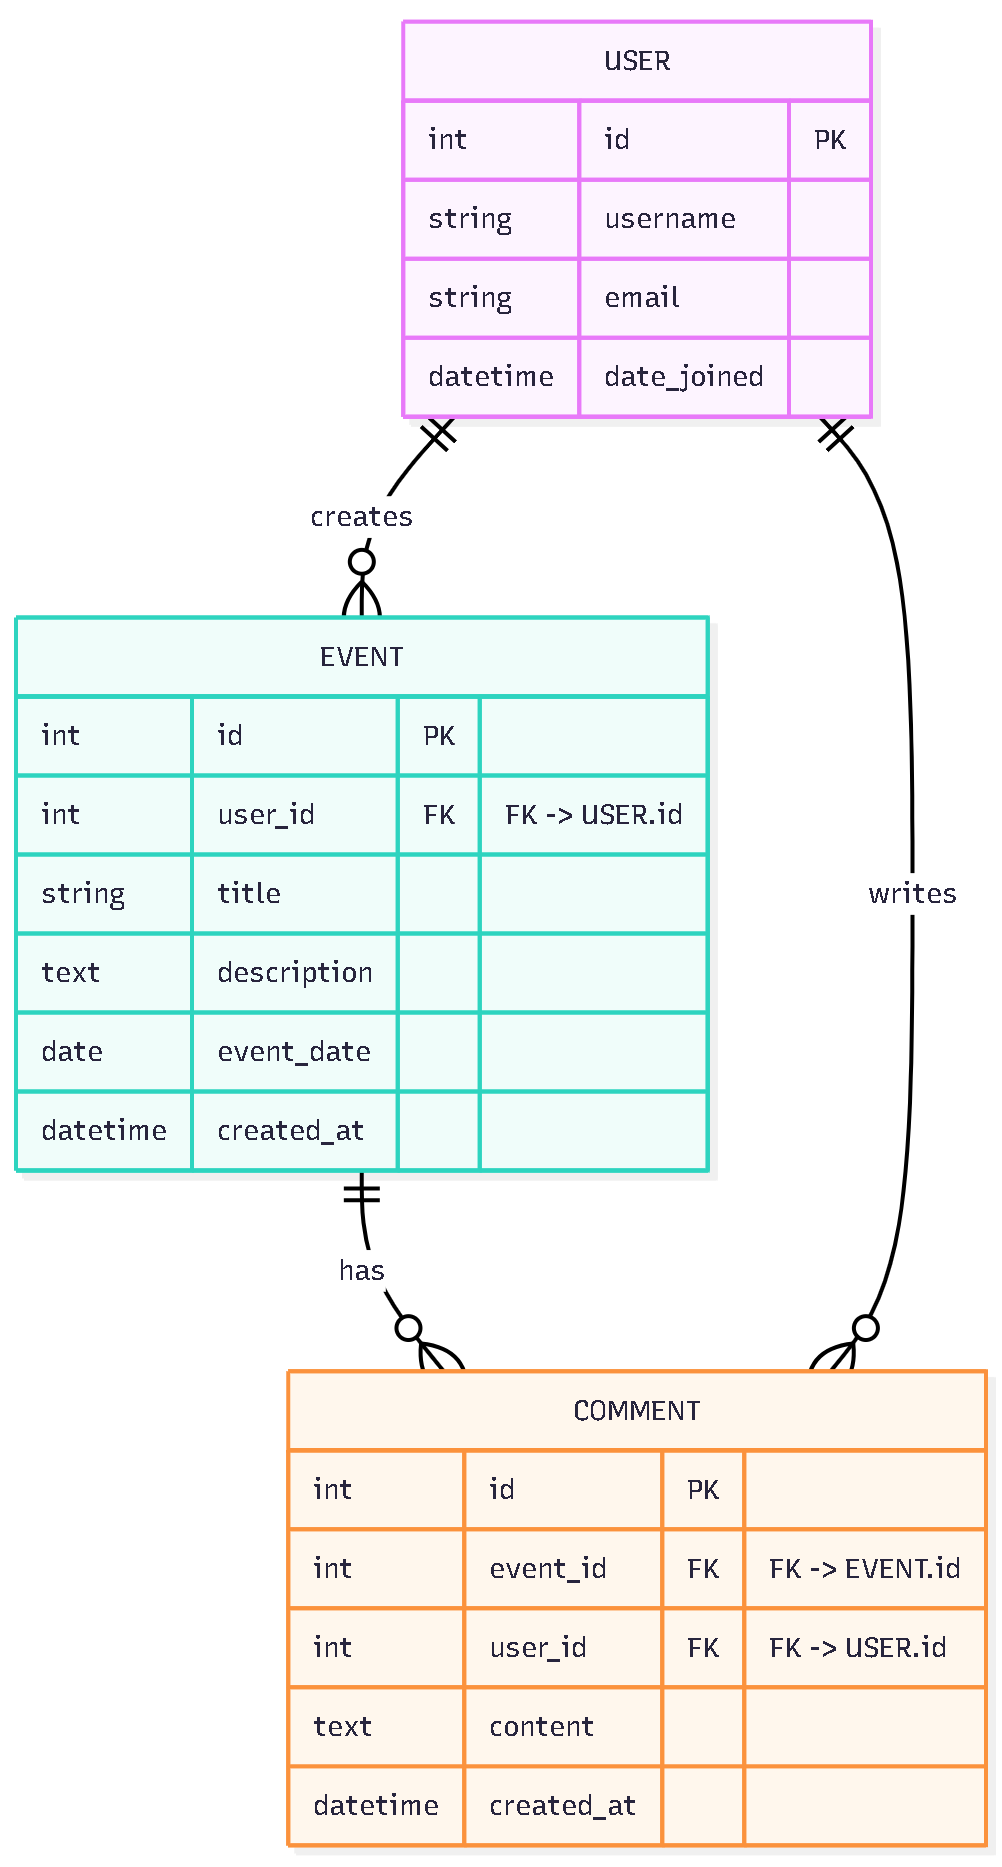 USER
int id PK
string username
string email
datetime date_joined
creates
EVENT
int id PK
int user_id FK FK -> USER.id
string title
text description
date event_date
datetime created_at
writes
has
COMMENT
int id PK
int event_id FK FK -> EVENT.id
int user_id FK FK -> USER.id
text content
datetime created_at